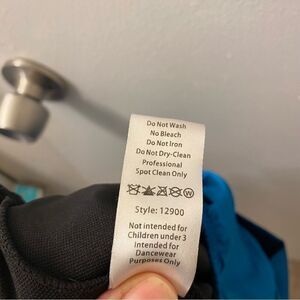 Do Not Wash
No Bleach
Do Not Iron
Do Not Dry-Clean
Professional
Spot Clean Only
W
Style: 12900
Not intended for
Children under 3
Intended for
Dancewear
Purposes Only